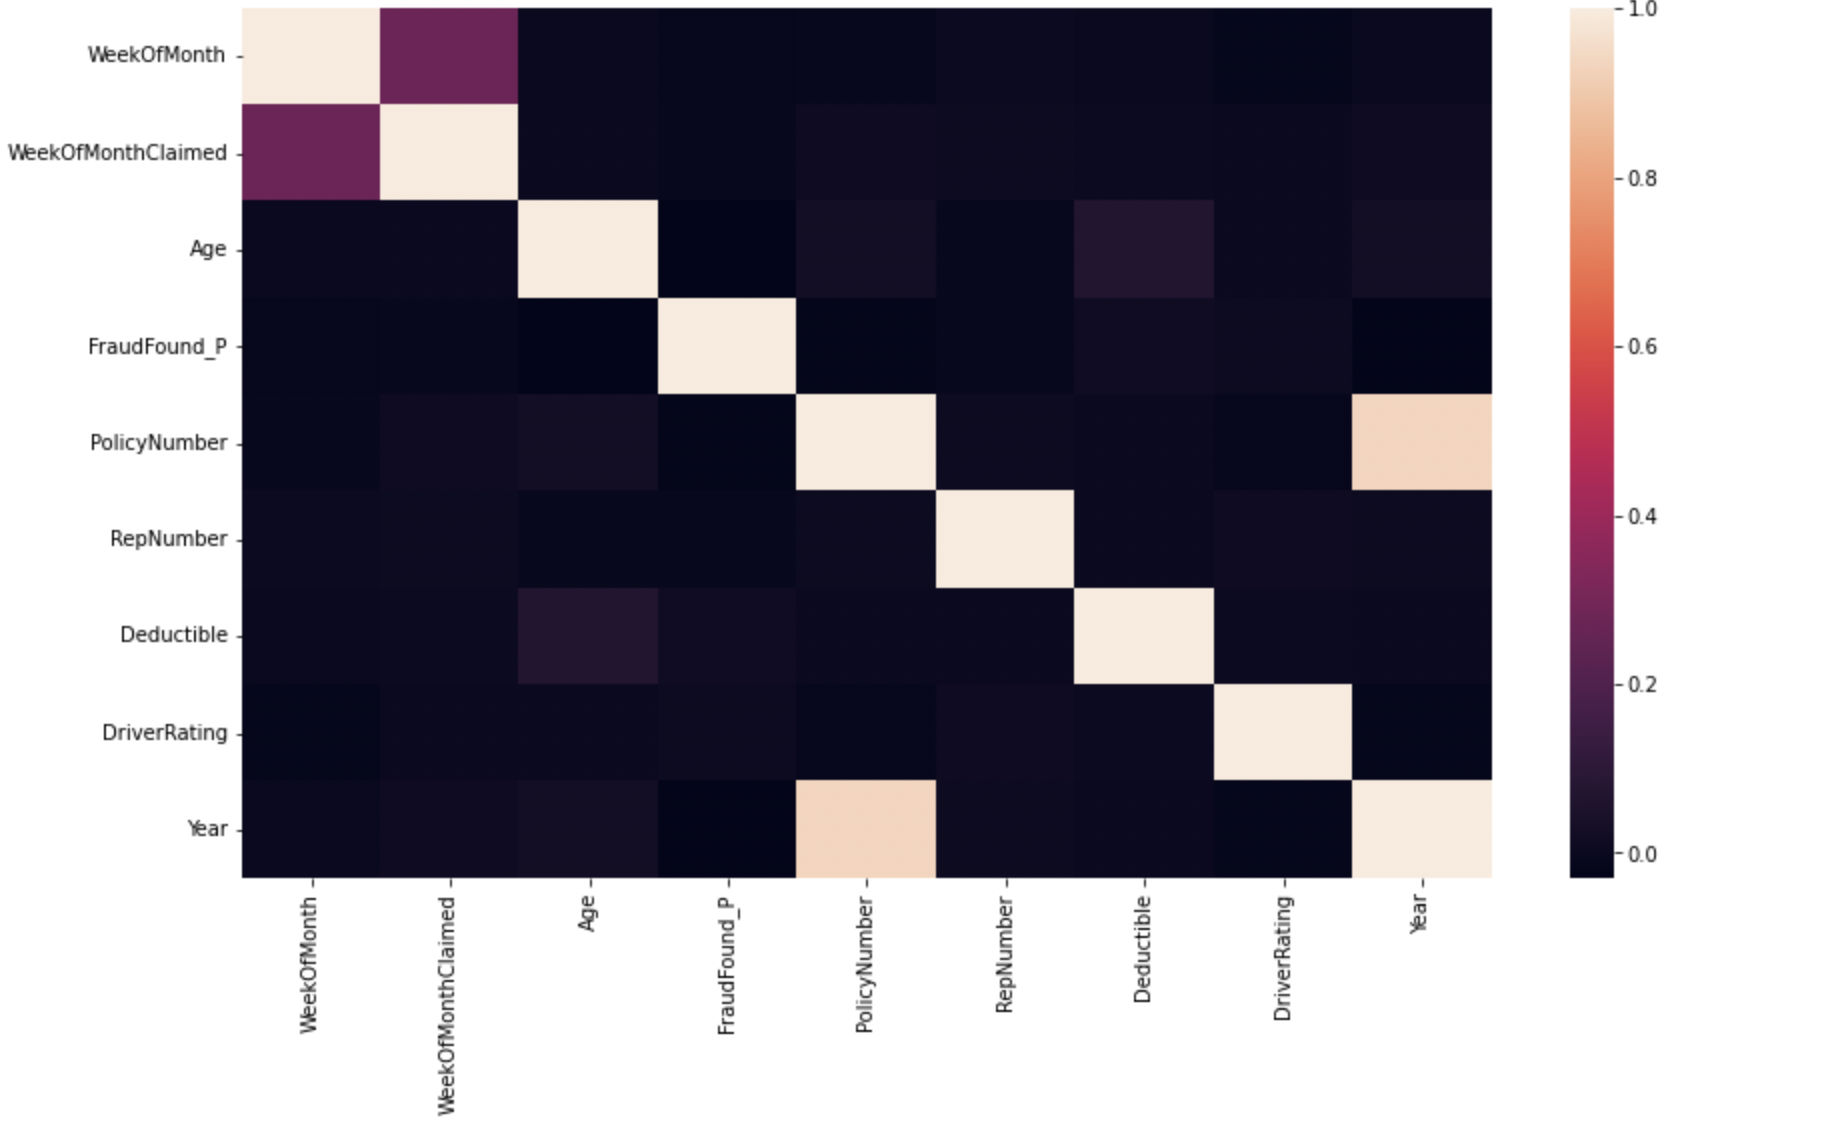 WeekOfMonth
WeekOfMonthClaimed
Age
FraudFound_P
PolicyNumber
RepNumber
Deductible
DriverRating
Year
WeekOfMonth
WeekOfMonthClaimed
Age
FraudFound_P
PolicyNumber
RepNumber
Deductible
DriverRating
Year
1.0
0.8
0.6
0.4
0.2
0.0